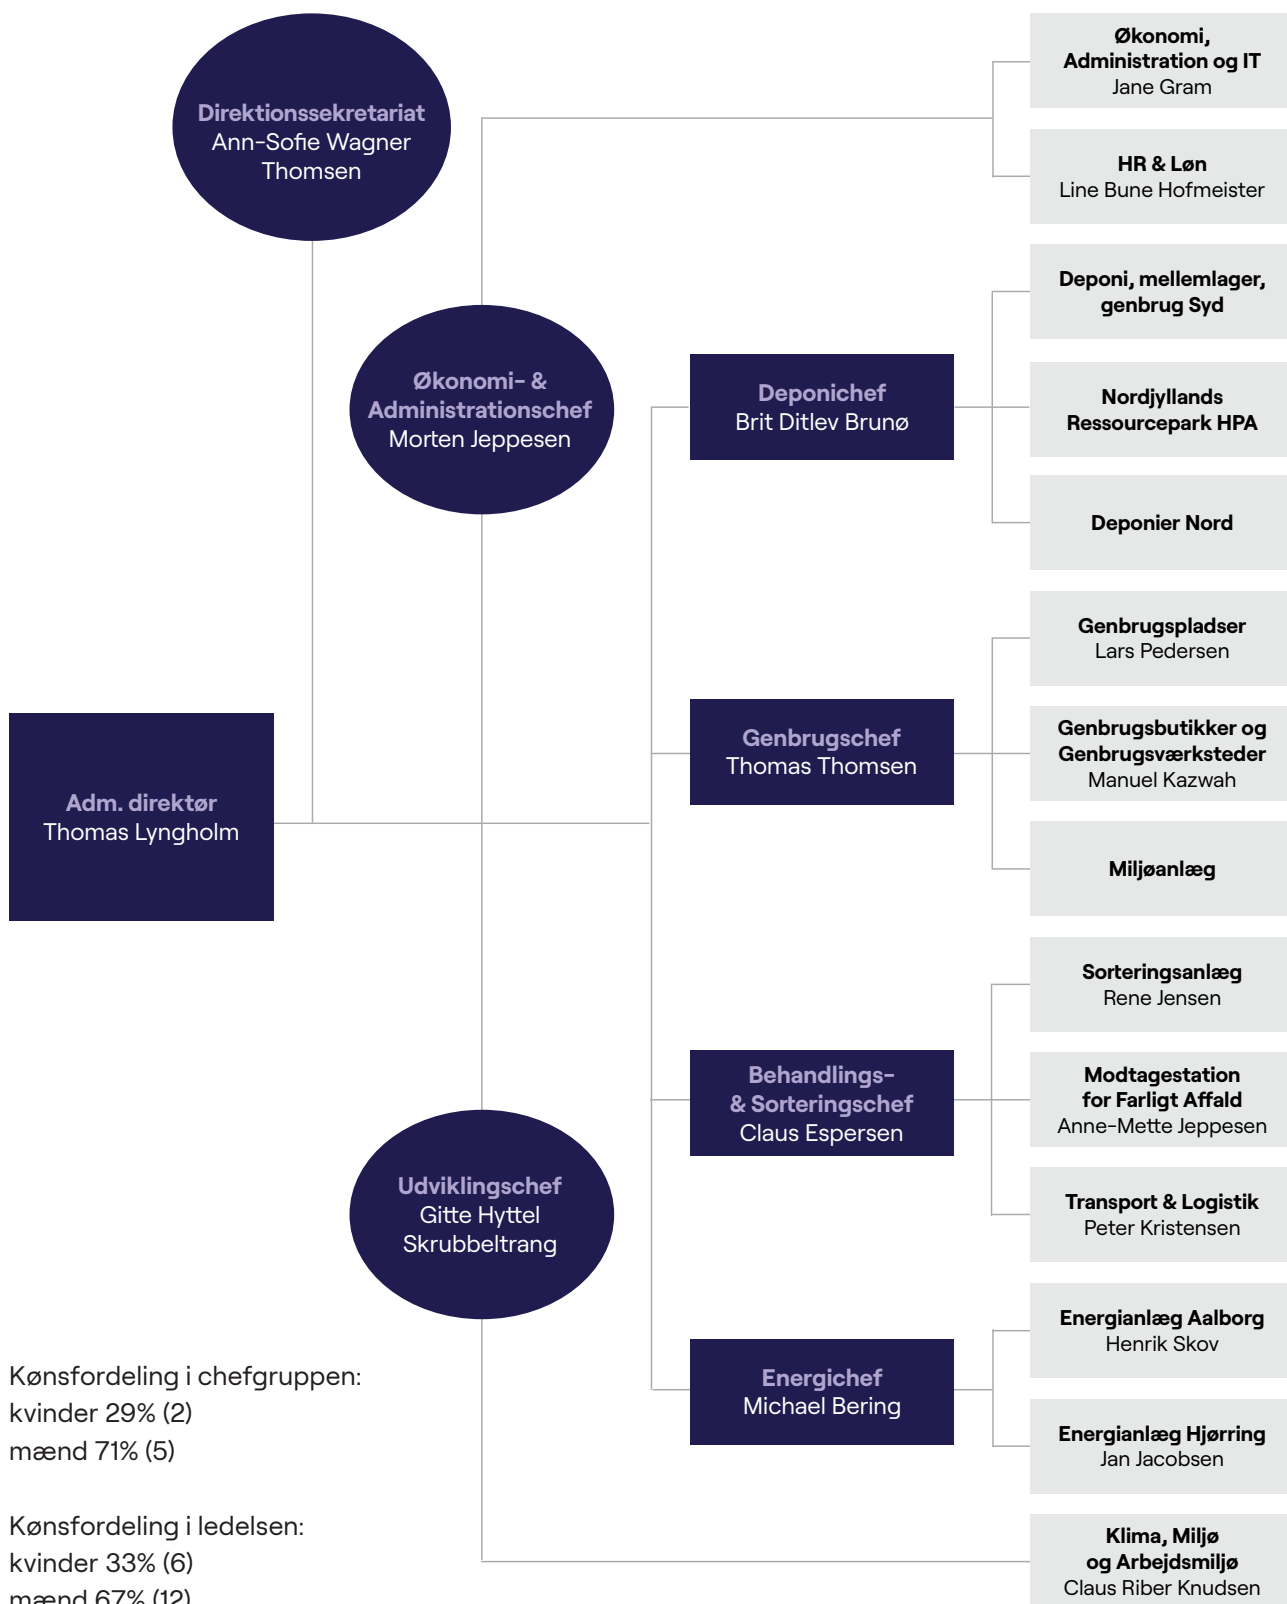 Direktionssekretariat
Ann-Sofie Wagner
Thomsen
Økonomi- &
Administrationschef
Morten Jeppesen
Adm. direktør
Thomas Lyngholm
Udviklingschef
Gitte Hyttel
Skrubbeltrang
Deponichef
Brit Ditlev Brunø
Genbrugschef
Thomas Thomsen
Behandlings-
& Sorteringschef
Claus Espersen
Energichef
Michael Bering
Økonomi,
Administration og IT
Jane Gram
HR & Løn
Line Bune Hofmeister
Deponi, mellemlager,
genbrug Syd
Nordjyllands
Ressourcepark HPA
Deponier Nord
Genbrugspladser
Lars Pedersen
Genbrugsbutikker og
Genbrugsværksteder
Manuel Kazwah
Miljøanlæg
Sorteringsanlæg
Rene Jensen
Modtagestation
for Farligt Affald
Anne-Mette Jeppesen
Transport & Logistik
Peter Kristensen
Energianlæg Aalborg
Henrik Skov
Energianlæg Hjørring
Jan Jacobsen
Klima, Miljø
og Arbejdsmiljø
Claus Riber Knudsen
Kønsfordeling i chefgruppen:
kvinder 29% (2)
mænd 71% (5)
Kønsfordeling i ledelsen:
kvinder 33% (6)
mænd 67% (12)